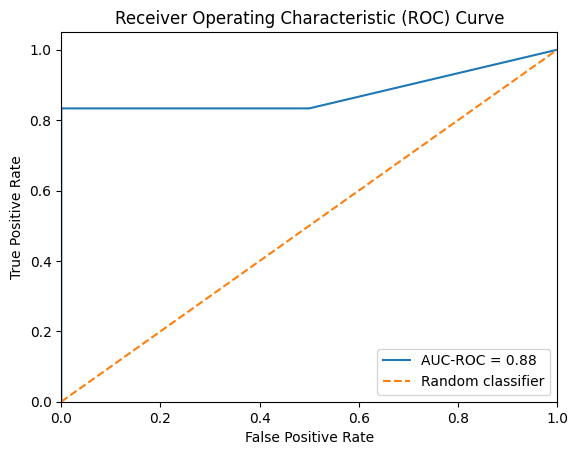 Receiver Operating Characteristic (ROC) Curve
1.0
0.8
0.6
0.4
0.2
0.0
True Positive Rate
AUC-ROC = 0.88
Random classifier
0.0 0.2 0.4 0.6 0.8 1.0
False Positive Rate